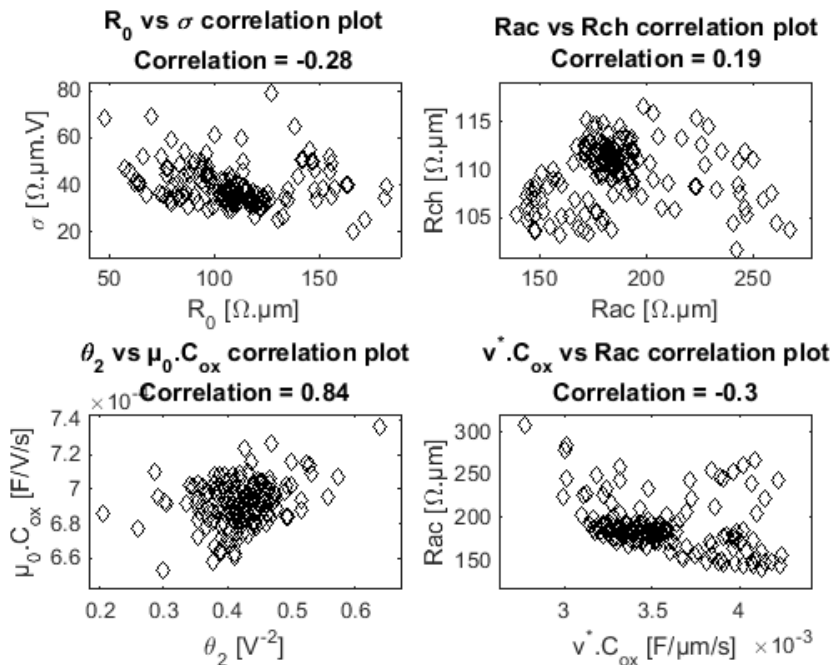 R₀ vs σ correlation plot
Correlation = -0.28
80
60
40
20
σ [Ω.µm.V]
50 100 150
R₀ [Ω.µm]
Rac vs Rch correlation plot
Correlation = 0.19
115
110
105
Rch [Ω.µm]
150 200 250
Rac [Ω.µm]
θ₂ vs µ₀.Cₒₓ correlation plot
Correlation = 0.84
7.4
7.2
7
6.8
6.6
µ₀.Cₒₓ [F/V/s]
0.2 0.3 0.4 0.5 0.6
θ₂ [V⁻²]
v*.Cₒₓ vs Rac correlation plot
Correlation = -0.3
300
250
200
150
Rac [Ω.µm]
3 3.5 4
v*.Cₒₓ [F/µm/s] × 10⁻³